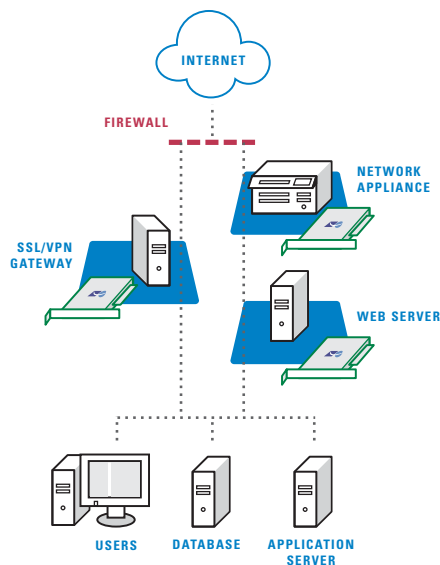 INTERNET
FIREWALL
NETWORK
APPLIANCE
SSL/VPN
GATEWAY
WEB SERVER
USERS
DATABASE
APPLICATION
SERVER